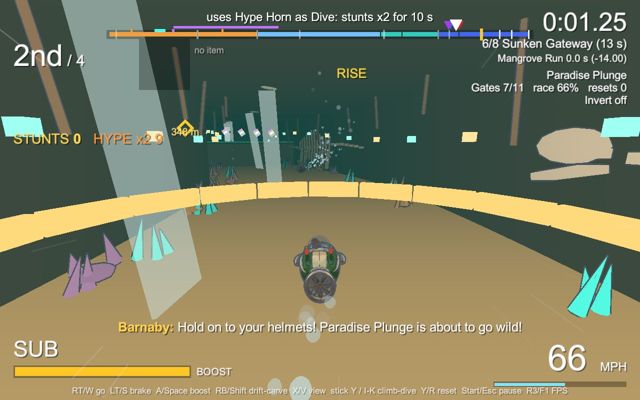 uses Hype Horn as Dive: stunts x2 for 10 s
0:01.25
2nd / 4
no item
6/8 Sunken Gateway (13 s)
Mangrove Run 0.0 s (-14.00)
RISE
Paradise Plunge
Gates 7/11 race 66% resets 0
Invert off
STUNTS 0 HYPE x2 9
Barnaby: Hold on to your helmets! Paradise Plunge is about to go wild!
SUB
BOOST
66 MPH
RT/W go LT/S brake A/Space boost RB/Shift drift-carve X/V view stick Y / I-K climb-dive Y/R reset Start/Esc pause R3/F1 FPS